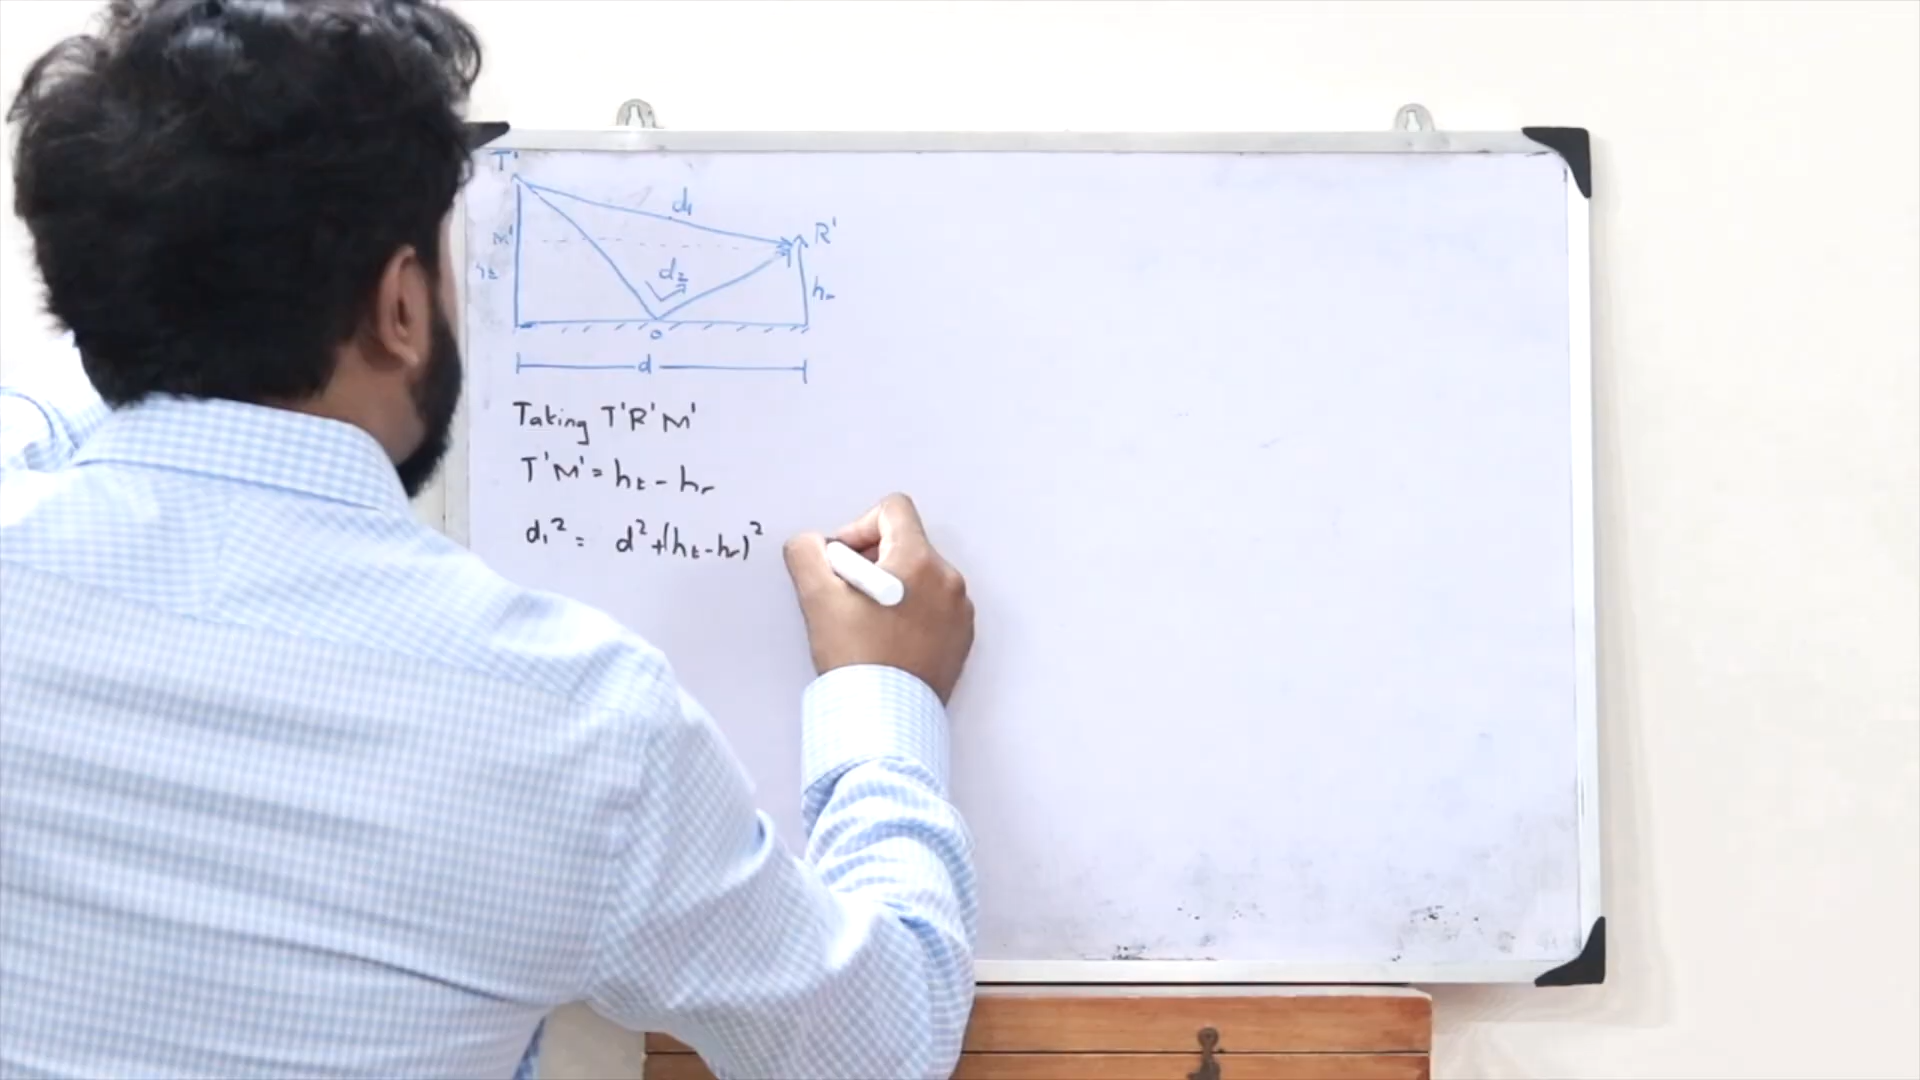 T'
d₁
M'
R'
ht
d₂
hr
o
d
Taking T'R'M'
T'M' = ht - hr
d₁² = d² + (ht - hr)²